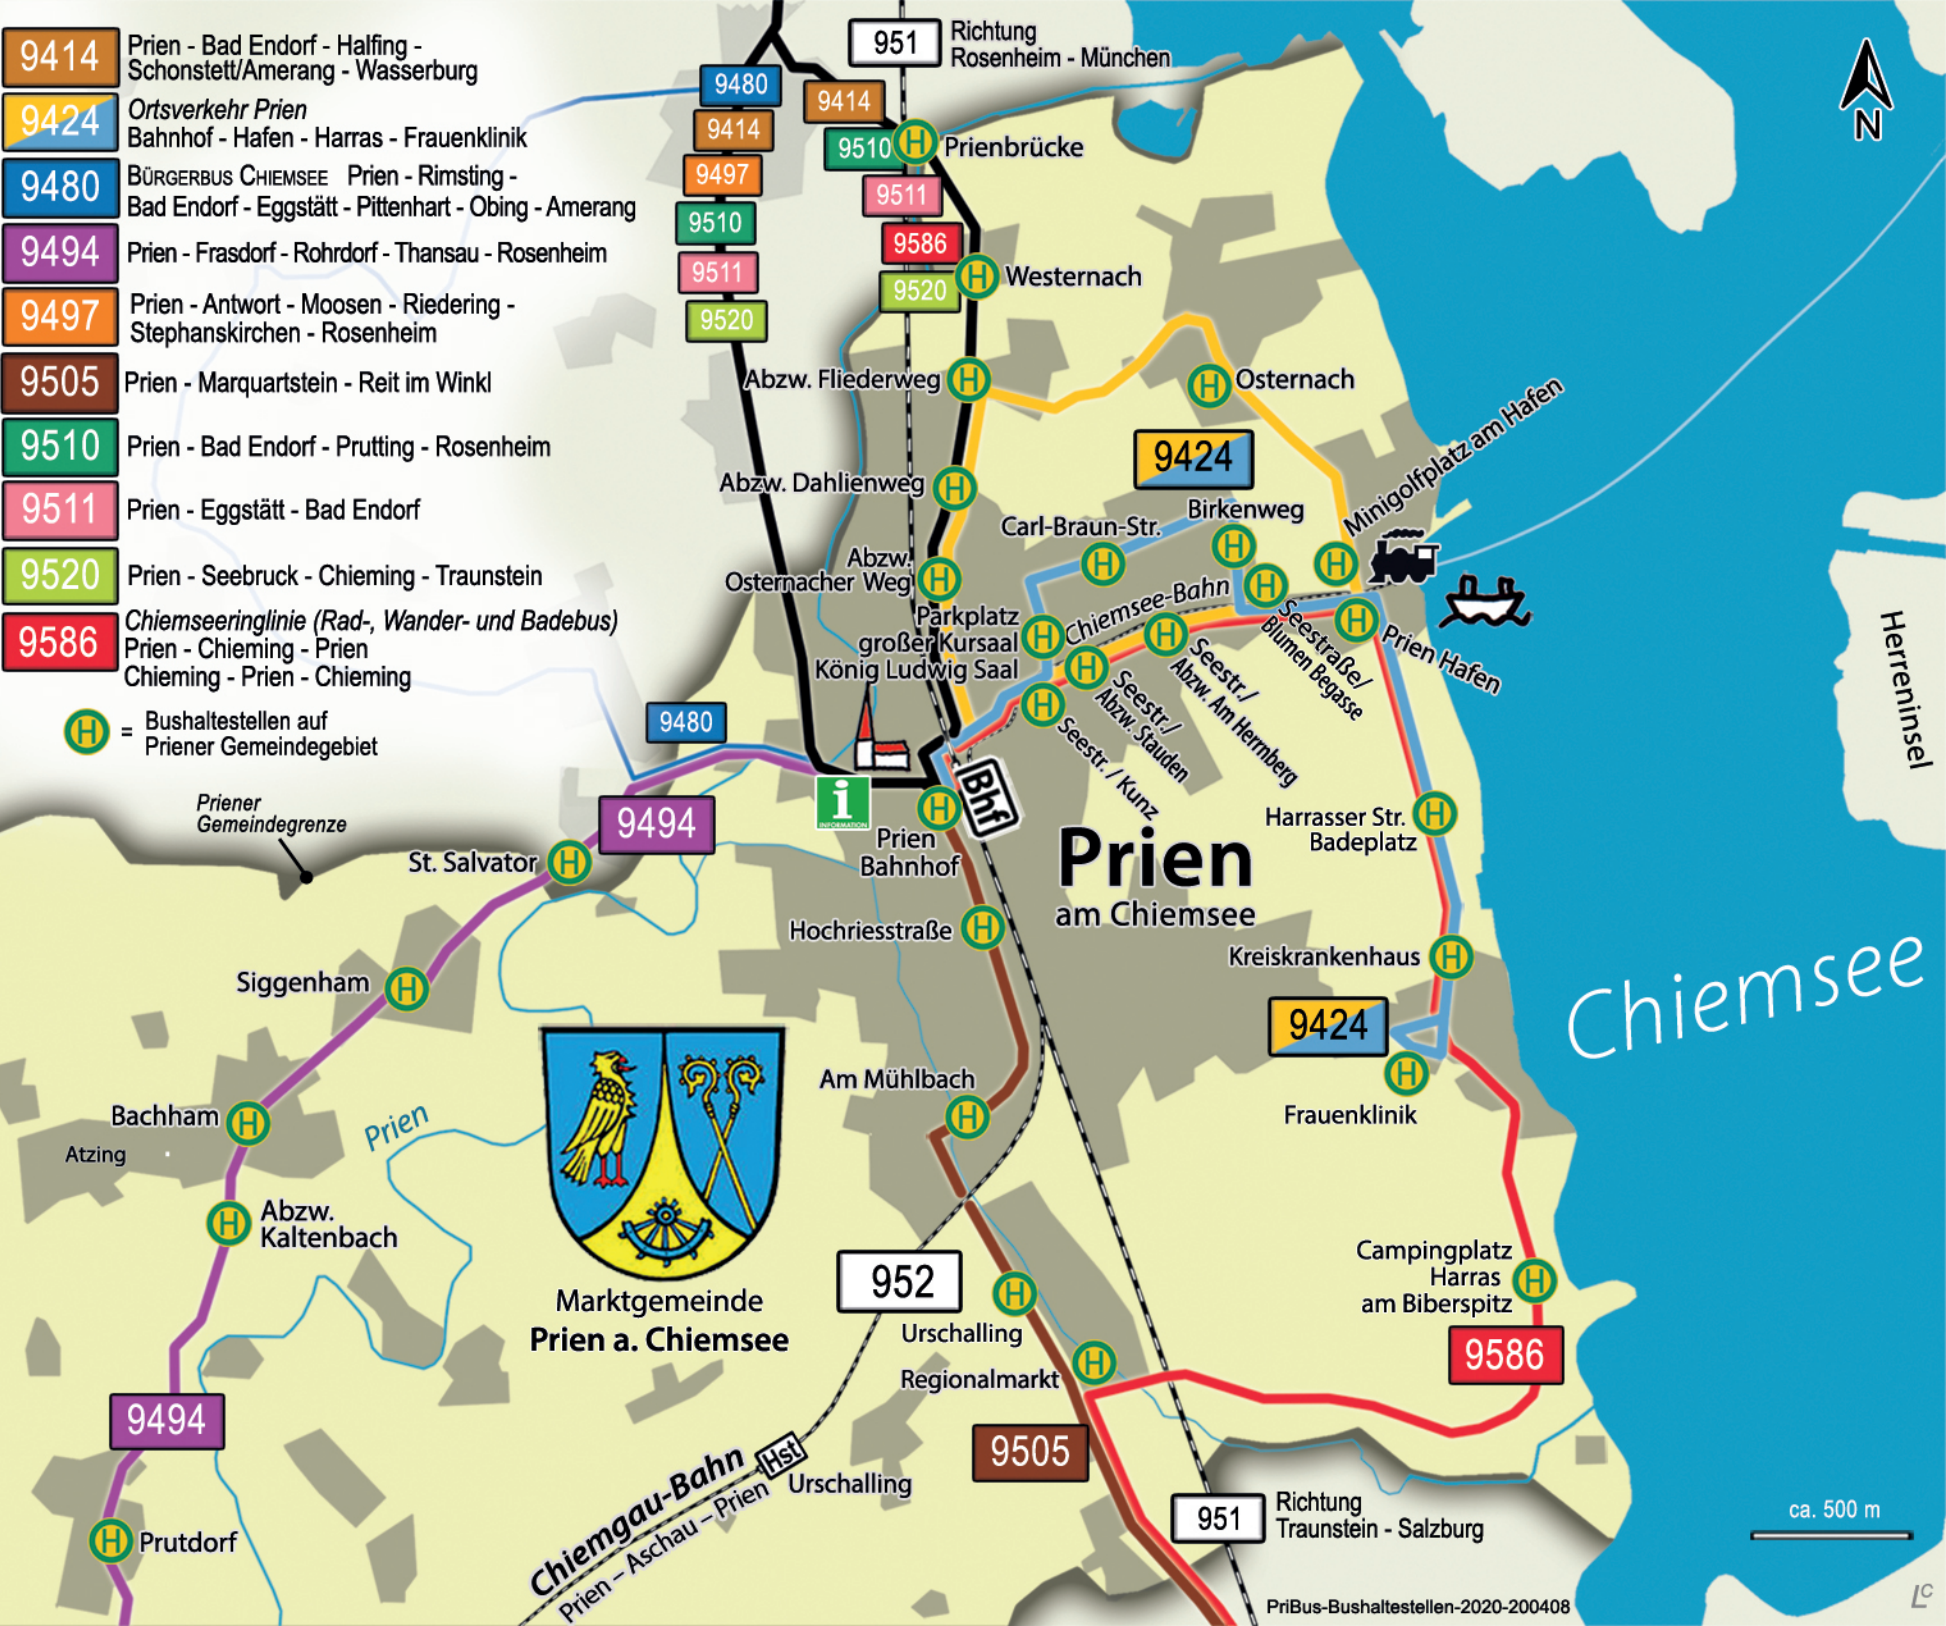 9414
Prien - Bad Endorf - Halfing -
Schonstett/Amerang - Wasserburg
9424
Ortsverkehr Prien
Bahnhof - Hafen - Harras - Frauenklinik
9480
BÜRGERBUS CHIEMSEE Prien - Rimsting -
Bad Endorf - Eggstätt - Pittenhart - Obing - Amerang
9494
Prien - Frasdorf - Rohrdorf - Thansau - Rosenheim
9497
Prien - Antwort - Moosen - Riedering -
Stephanskirchen - Rosenheim
9505
Prien - Marquartstein - Reit im Winkl
9510
Prien - Bad Endorf - Prutting - Rosenheim
9511
Prien - Eggstätt - Bad Endorf
9520
Prien - Seebruck - Chieming - Traunstein
9586
Chiemseeringlinie (Rad-, Wander- und Badebus)
Prien - Chieming - Prien
Chieming - Prien - Chieming
H = Bushaltestellen auf
Priener Gemeindegebiet
Priener
Gemeindegrenze
951
Richtung
Rosenheim - München
9480
9414
9497
9510
9511
9520
9414
9510
9511
9586
9520
H Prienbrücke
H Westernach
Abzw. Fliederweg H
H Osternach
Abzw. Dahlienweg H
9424
Minigolfplatz am Hafen
H
Birkenweg
H
Carl-Braun-Str.
H
Abzw.
Osternacher Weg H
Parkplatz
großer Kursaal
König Ludwig Saal
H
Chiemsee-Bahn
H
Seestraße/
Blumen Begasse
H
Prien Hafen
H
Seestr./
Abzw. Am Herrnberg
H
Seestr./
Abzw. Stauden
H
Seestr. / Kunz
N
Herreninsel
9480
9494
i
INFORMATION
Bhf
H
Prien
Bahnhof
Prien
am Chiemsee
St. Salvator H
Siggenham H
Bachham H
Atzing
Prien
Abzw.
Kaltenbach
H
9494
H Prutdorf
Hochriesstraße H
Am Mühlbach
H
Harrasser Str.
Badeplatz
H
Kreiskrankenhaus H
9424
H
Frauenklinik
Chiemsee
Campingplatz
Harras
am Biberspitz
H
9586
Marktgemeinde
Prien a. Chiemsee
952
H
Urschalling
H
Regionalmarkt
9505
Hst
Urschalling
Chiemgau-Bahn
Prien – Aschau – Prien
951
Richtung
Traunstein - Salzburg
ca. 500 m
PriBus-Bushaltestellen-2020-200408
LC